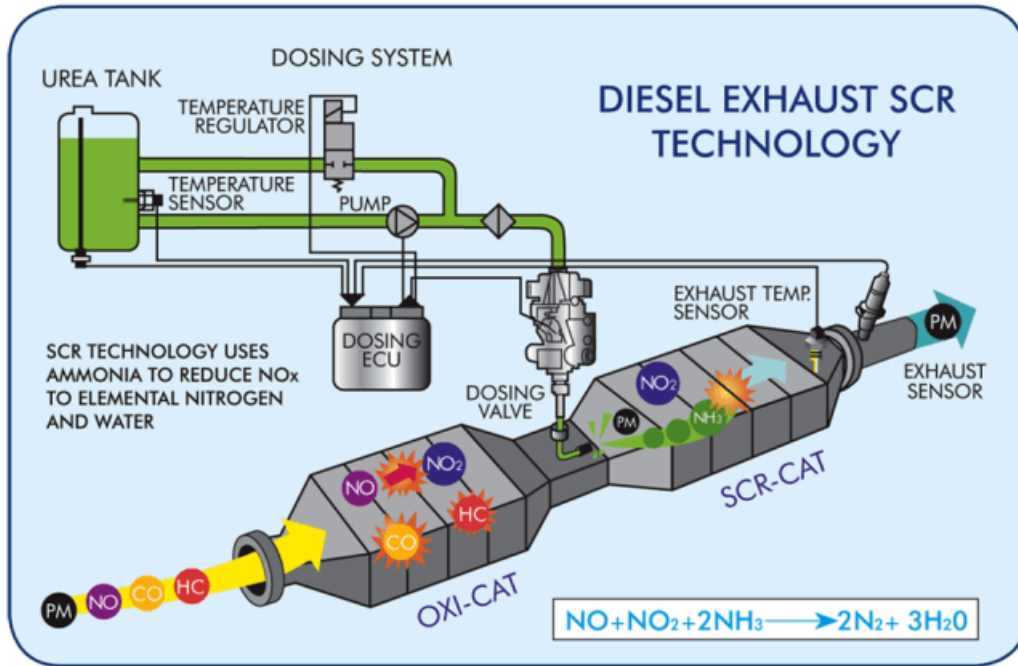 DIESEL EXHAUST SCR
TECHNOLOGY
UREA TANK
DOSING SYSTEM
TEMPERATURE
REGULATOR
TEMPERATURE
SENSOR
PUMP
DOSING
ECU
EXHAUST TEMP.
SENSOR
PM
EXHAUST
SENSOR
SCR TECHNOLOGY USES
AMMONIA TO REDUCE NOx
TO ELEMENTAL NITROGEN
AND WATER
DOSING
VALVE
NO₂
PM
NH₃
SCR-CAT
NO
NO₂
HC
CO
OXI-CAT
PM
NO
CO
HC
NO+NO₂+2NH₃→2N₂+ 3H₂0